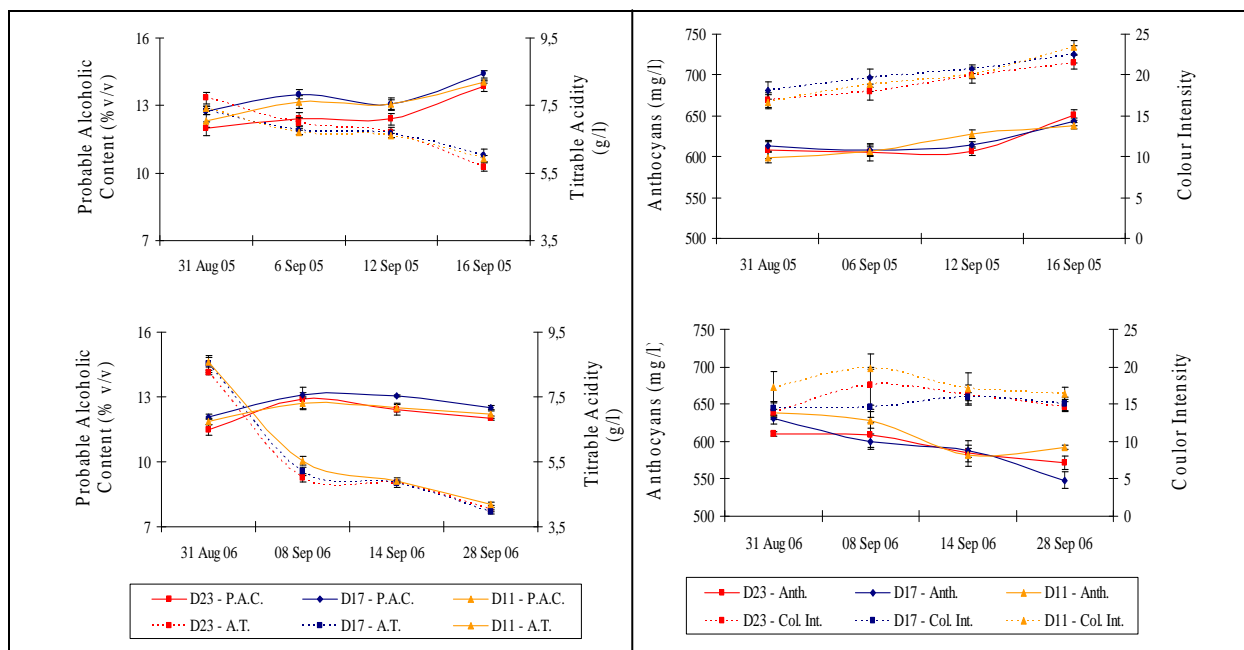 16
13
10
7
Probable Alcoholic
Content (% v/v)
9,5
7,5
5,5
3,5
Titrable Acidity
(g/l)
31 Aug 05 6 Sep 05 12 Sep 05 16 Sep 05
750
700
650
600
550
500
Anthocyans (mg/l)
25
20
15
10
5
0
Colour Intensity
31 Aug 05 06 Sep 05 12 Sep 05 16 Sep 05
16
13
10
7
Probable Alcoholic
Content (% v/v)
9,5
7,5
5,5
3,5
Titrable Acidity
(g/l)
31 Aug 06 08 Sep 06 14 Sep 06 28 Sep 06
D23 - P.A.C. D17 - P.A.C. D11 - P.A.C.
D23 - A.T. D17 - A.T. D11 - A.T.
750
700
650
600
550
500
Anthocyans (mg/l)
25
20
15
10
5
0
Coulor Intensity
31 Aug 06 08 Sep 06 14 Sep 06 28 Sep 06
D23 - Anth. D17 - Anth. D11 - Anth.
D23 - Col. Int. D17 - Col. Int. D11 - Col. Int.